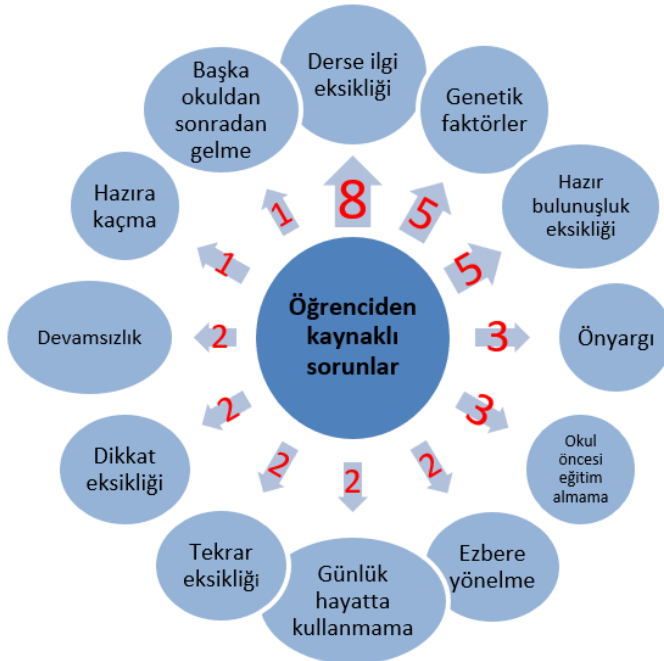 Öğrenciden
kaynaklı
sorunlar
8
Derse ilgi
eksikliği
5
Genetik
faktörler
5
Hazır
bulunuşluk
eksikliği
3
Önyargı
3
Okul
öncesi
eğitim
almama
2
Ezbere
yönelme
2
Günlük
hayatta
kullanmama
2
Tekrar
eksikliği
2
Dikkat
eksikliği
2
Devamsızlık
1
Hazıra
kaçma
1
Başka
okuldan
sonradan
gelme